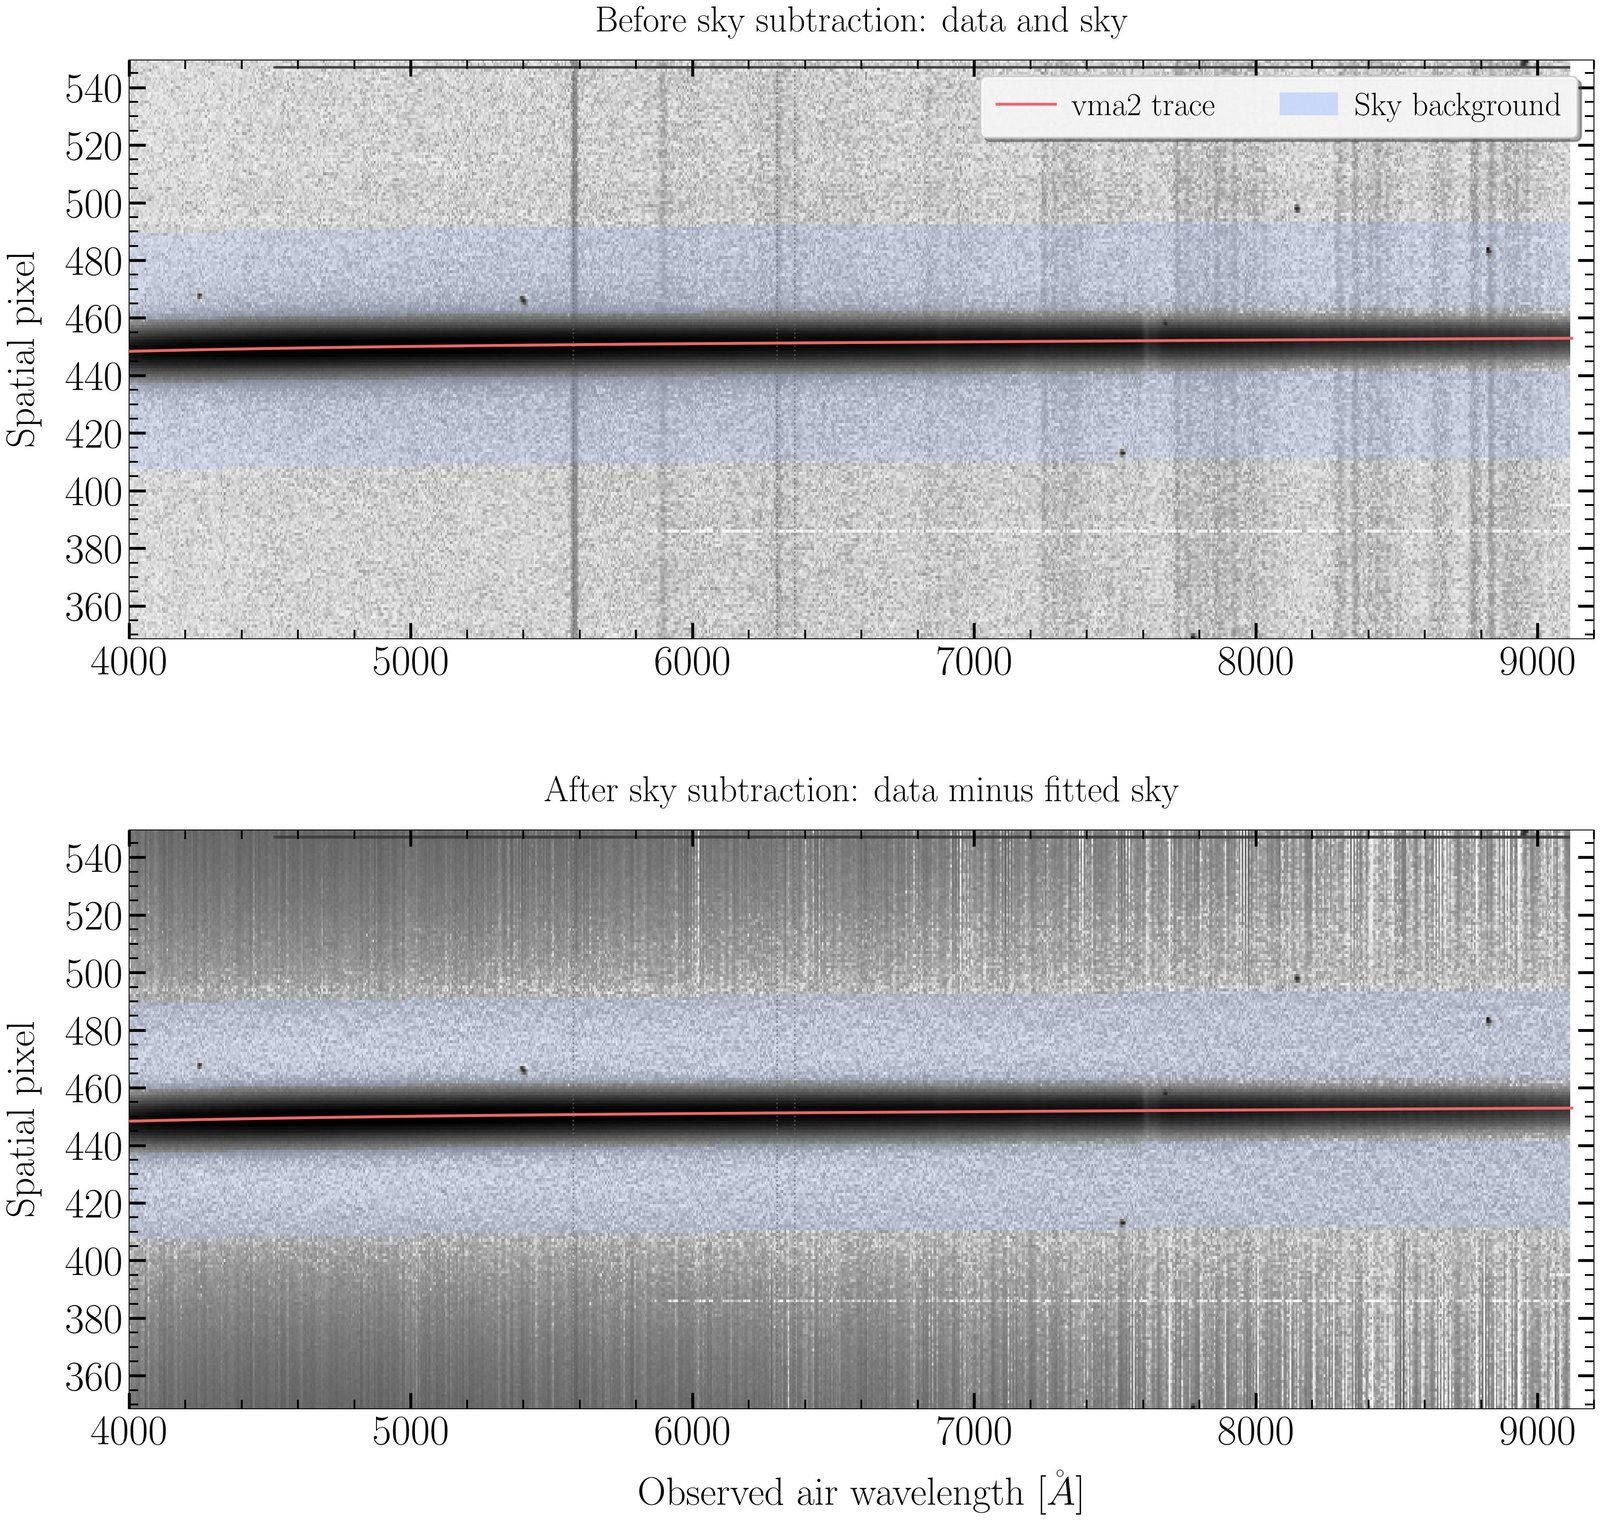 Before sky subtraction: data and sky
vma2 trace
Sky background
Spatial pixel
540
520
500
480
460
440
420
400
380
360
4000 5000 6000 7000 8000 9000
After sky subtraction: data minus fitted sky
Spatial pixel
540
520
500
480
460
440
420
400
380
360
4000 5000 6000 7000 8000 9000
Observed air wavelength [Å]